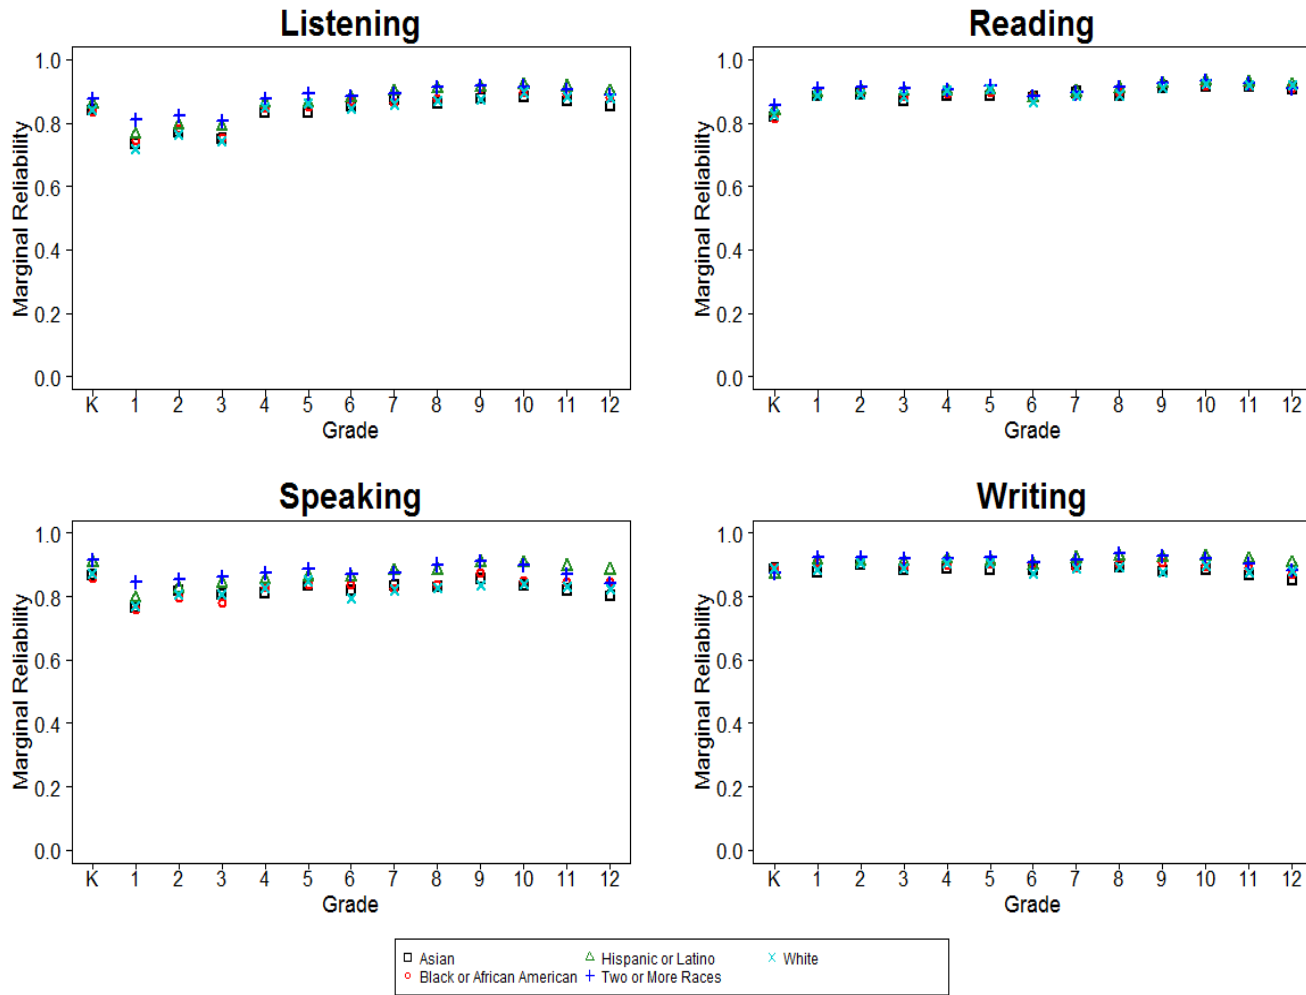 Listening
Marginal Reliability
1.0
0.8
0.6
0.4
0.2
0.0
K 1 2 3 4 5 6 7 8 9 10 11 12
Grade
Reading
Marginal Reliability
1.0
0.8
0.6
0.4
0.2
0.0
K 1 2 3 4 5 6 7 8 9 10 11 12
Grade
Speaking
Marginal Reliability
1.0
0.8
0.6
0.4
0.2
0.0
K 1 2 3 4 5 6 7 8 9 10 11 12
Grade
Writing
Marginal Reliability
1.0
0.8
0.6
0.4
0.2
0.0
K 1 2 3 4 5 6 7 8 9 10 11 12
Grade
Asian
Hispanic or Latino
White
Black or African American
Two or More Races